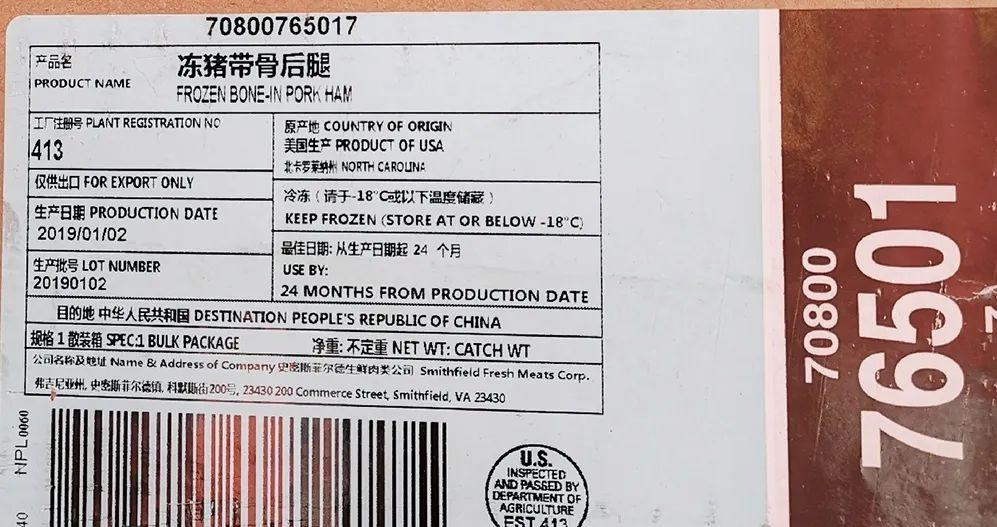 70800765017
产品名
PRODUCT NAME
冻猪带骨后腿
FROZEN BONE-IN PORK HAM
工厂注册号 PLANT REGISTRATION NO
413
仅供出口 FOR EXPORT ONLY
生产日期 PRODUCTION DATE
2019/01/02
生产批号 LOT NUMBER
20190102
原产地 COUNTRY OF ORIGIN
美国生产 PRODUCT OF USA
北卡罗莱纳州 NORTH CAROLINA
冷冻（请于-18°C或以下温度储藏）
KEEP FROZEN (STORE AT OR BELOW -18°C)
最佳日期: 从生产日期起 24 个月
USE BY:
24 MONTHS FROM PRODUCTION DATE
目的地 中华人民共和国 DESTINATION PEOPLE'S REPUBLIC OF CHINA
规格 1 散装箱 SPEC:1 BULK PACKAGE
净重: 不定重 NET WT: CATCH WT
公司名称及地址 Name & Address of Company 史密斯菲尔德生鲜肉类公司 Smithfield Fresh Meats Corp.
弗吉尼亚州, 史密斯菲尔德镇, 科默斯街200号, 23430 200 Commerce Street, Smithfield, VA 23430
NPL 0060
40
U.S.
INSPECTED
AND PASSED BY
DEPARTMENT OF
AGRICULTURE
EST 413
70800
76501